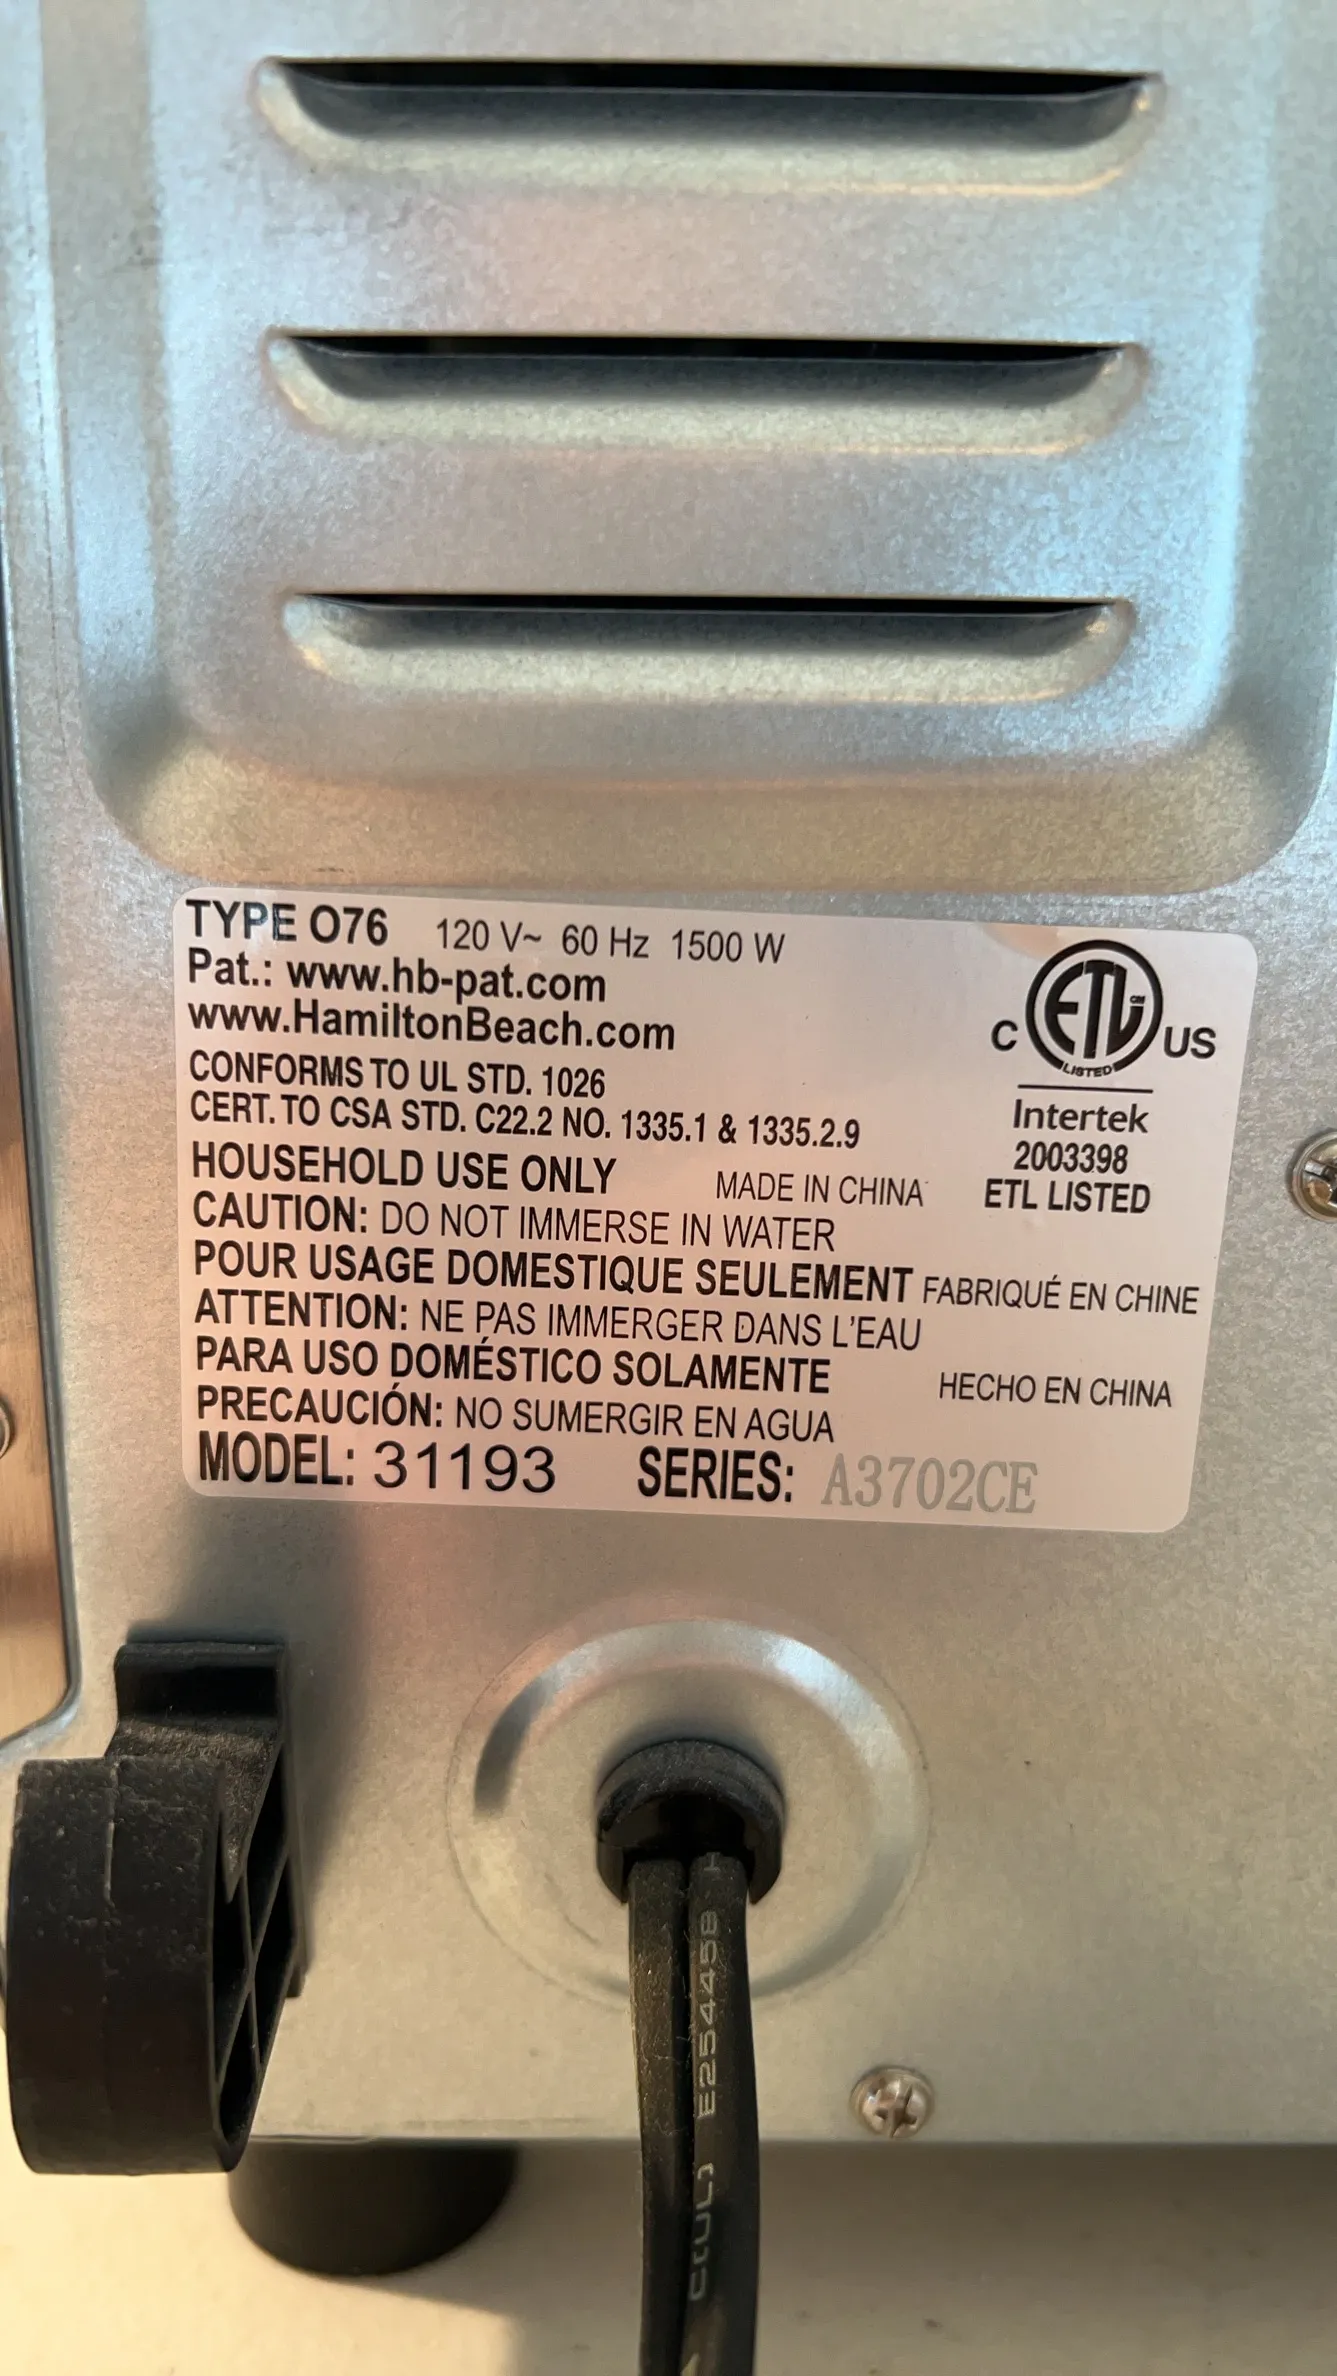 TYPE O76 120 V~ 60 Hz 1500 W
Pat.: www.hb-pat.com
www.HamiltonBeach.com
CONFORMS TO UL STD. 1026
CERT. TO CSA STD. C22.2 NO. 1335.1 & 1335.2.9
C ETL CM LISTED US
Intertek
2003398
ETL LISTED
HOUSEHOLD USE ONLY MADE IN CHINA
CAUTION: DO NOT IMMERSE IN WATER
POUR USAGE DOMESTIQUE SEULEMENT FABRIQUÉ EN CHINE
ATTENTION: NE PAS IMMERGER DANS L'EAU
PARA USO DOMÉSTICO SOLAMENTE HECHO EN CHINA
PRECAUCIÓN: NO SUMERGIR EN AGUA
MODEL: 31193 SERIES: A3702CE
C(UL) E254458